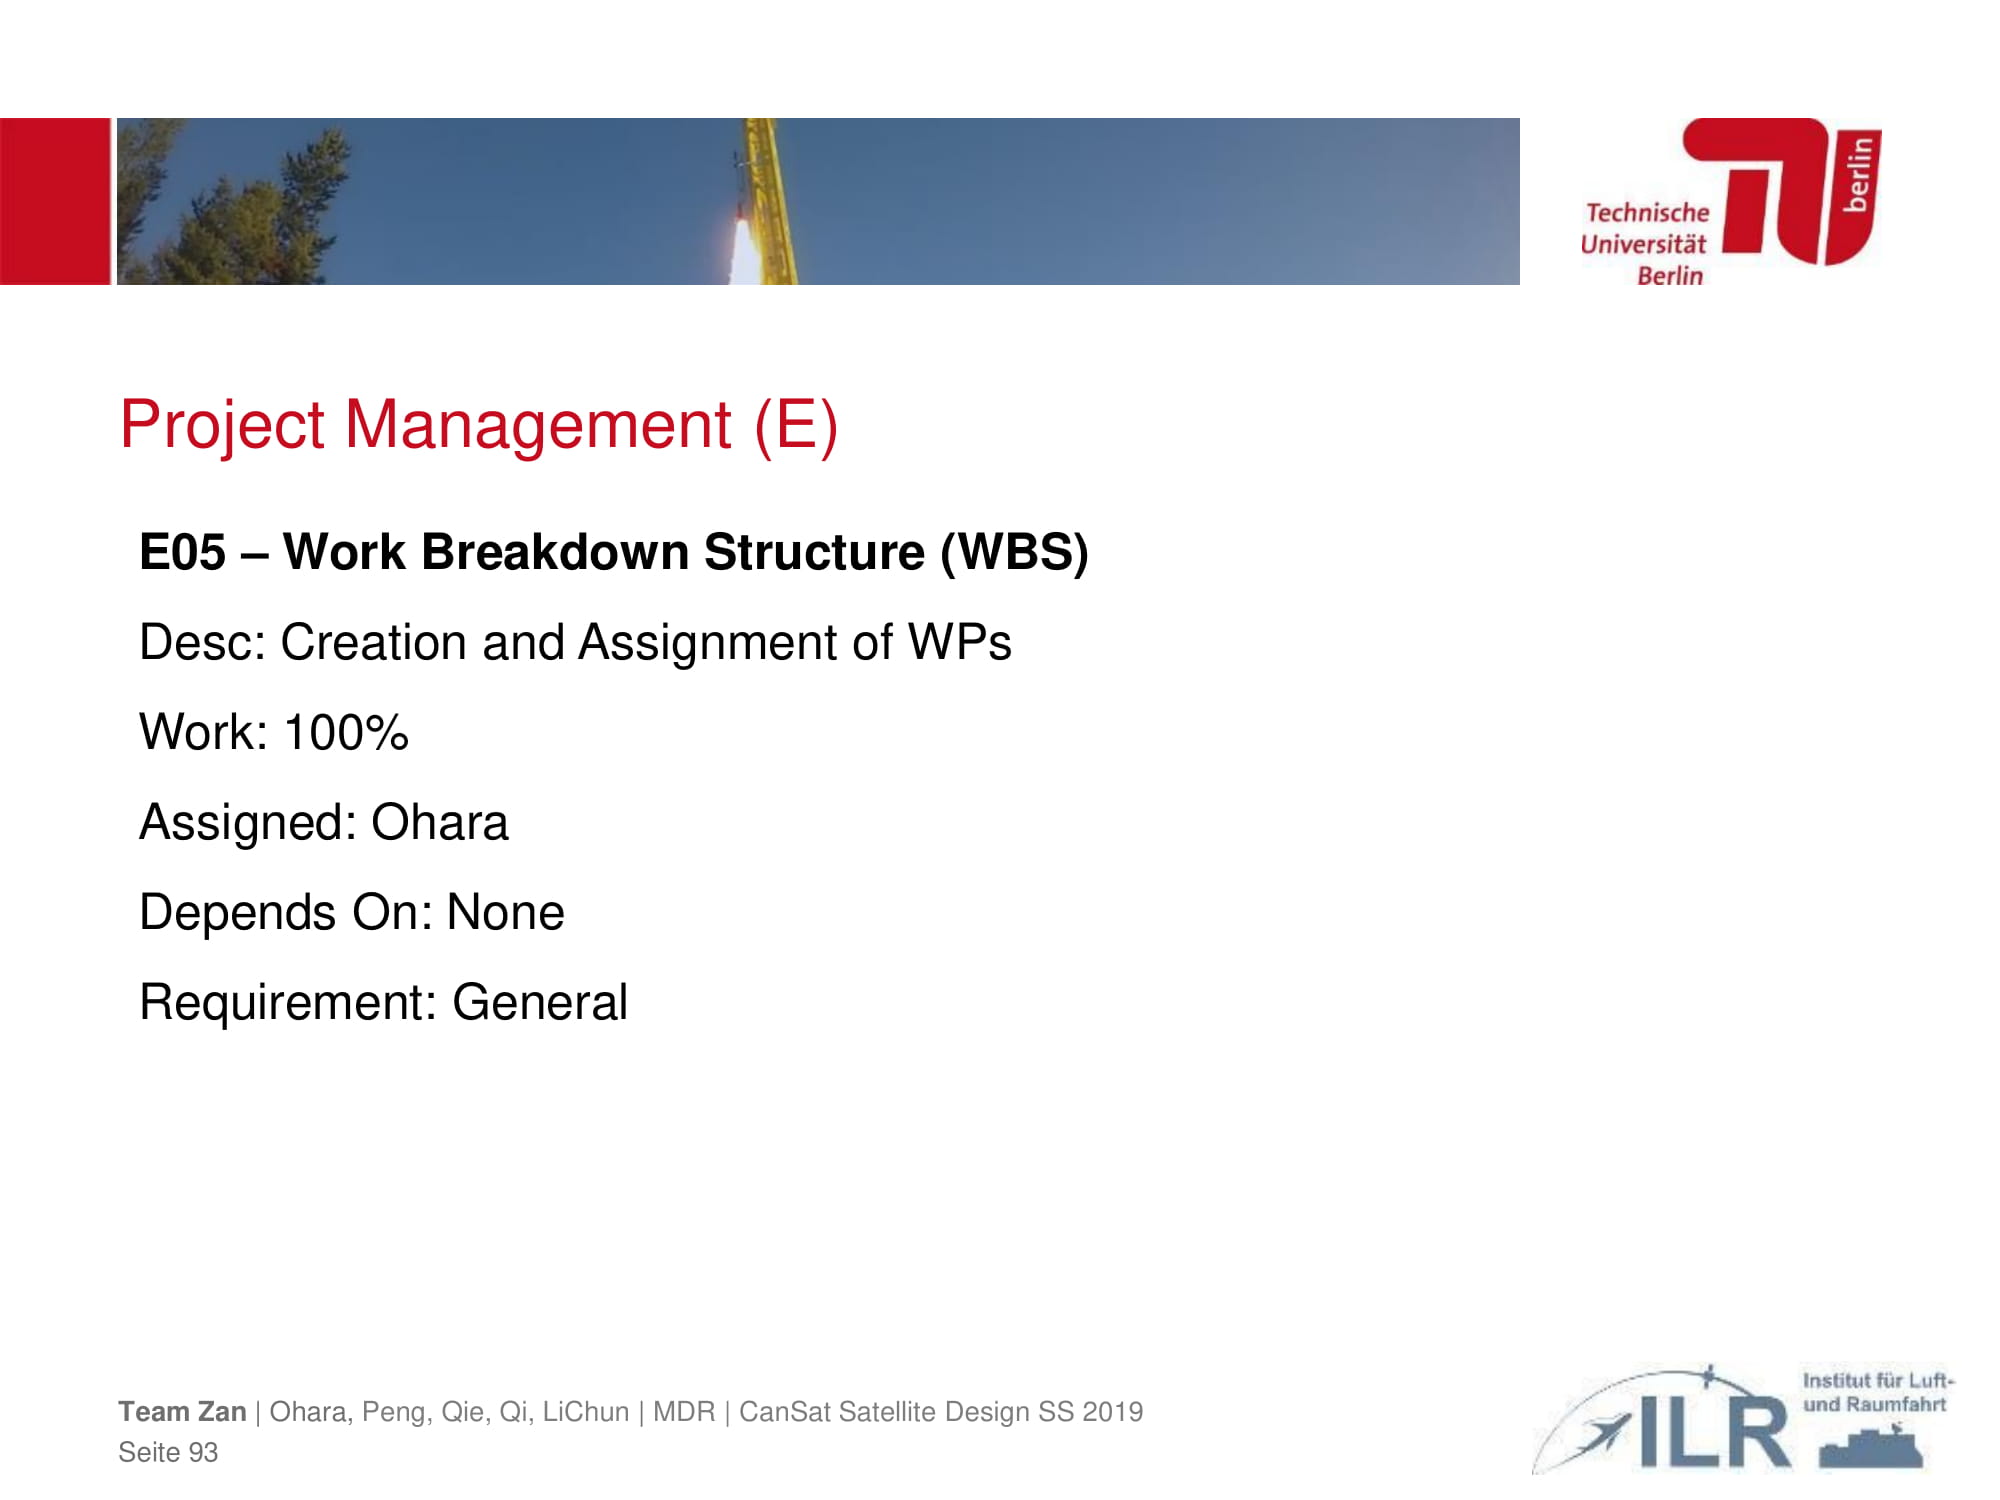 Technische
Universität
Berlin
berlin
Project Management (E)
E05 – Work Breakdown Structure (WBS)
Desc: Creation and Assignment of WPs
Work: 100%
Assigned: Ohara
Depends On: None
Requirement: General
Team Zan | Ohara, Peng, Qie, Qi, LiChun | MDR | CanSat Satellite Design SS 2019
Seite 93
ILR
Institut für Luft-
und Raumfahrt